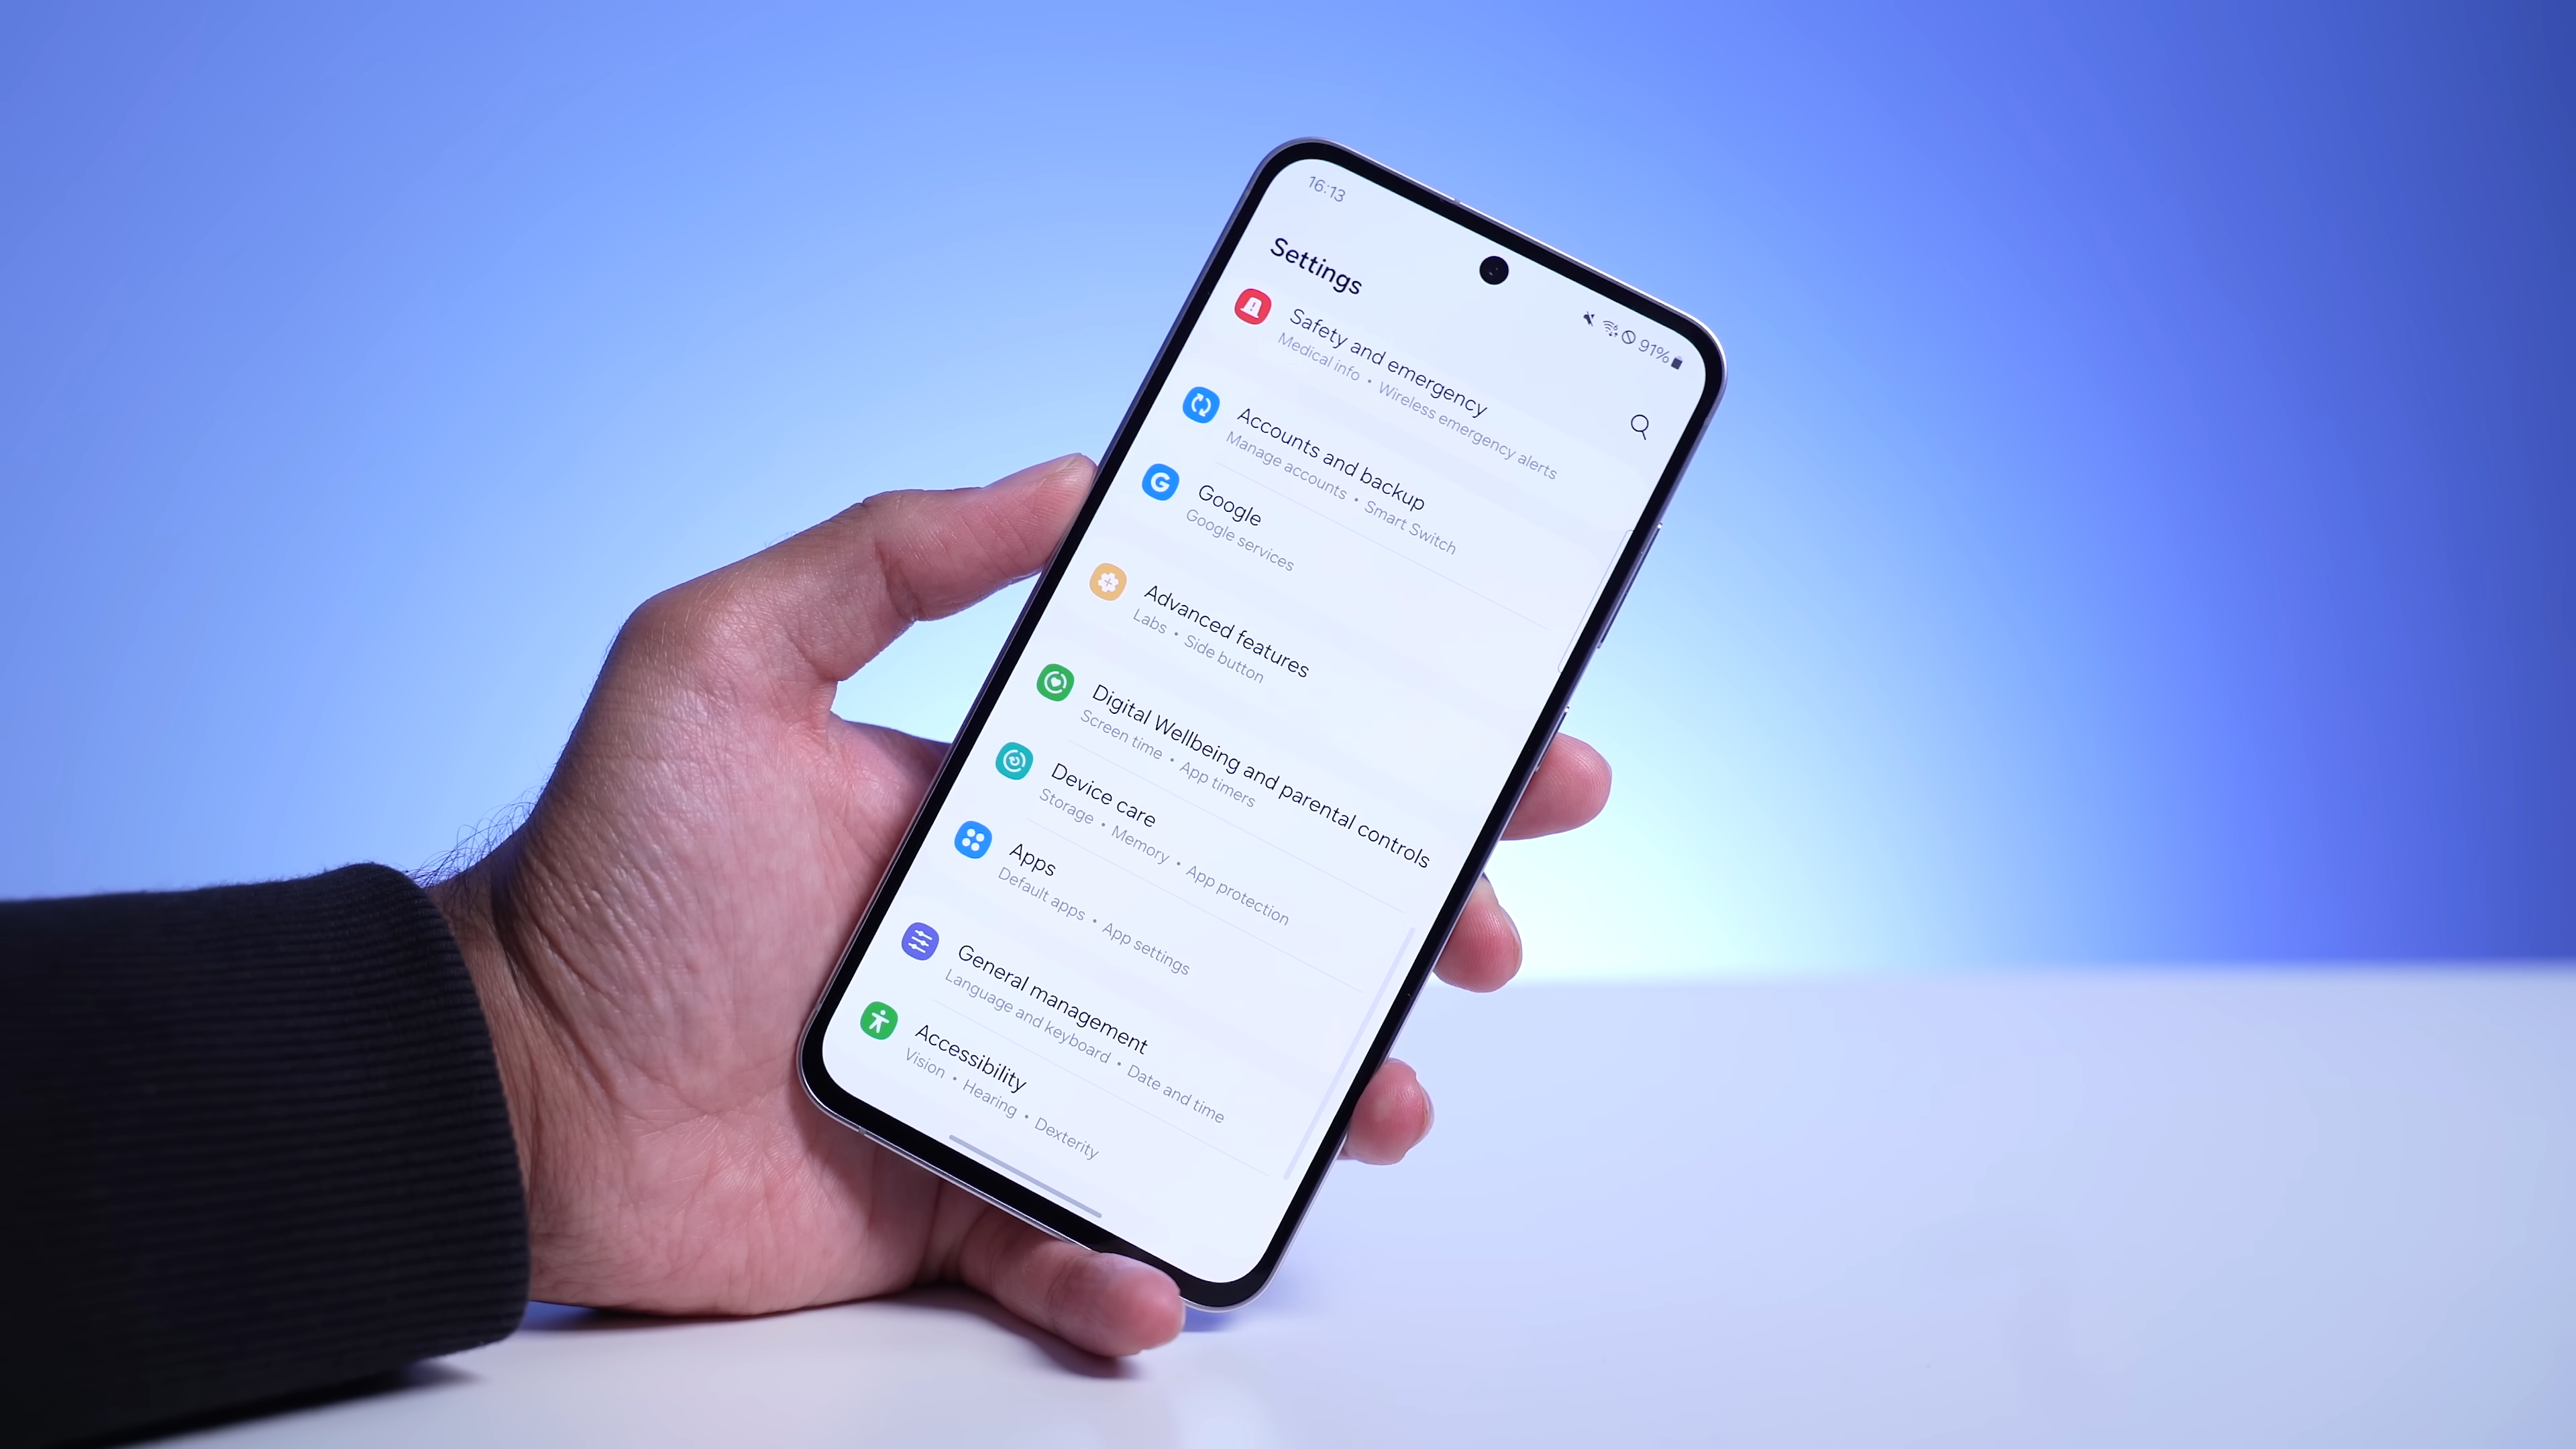 16:13
91%
Settings
Safety and emergency
Medical info • Wireless emergency alerts
Accounts and backup
Manage accounts • Smart Switch
Google
Google services
Advanced features
Labs • Side button
Digital Wellbeing and parental controls
Screen time • App timers
Device care
Storage • Memory • App protection
Apps
Default apps • App settings
General management
Language and keyboard • Date and time
Accessibility
Vision • Hearing • Dexterity